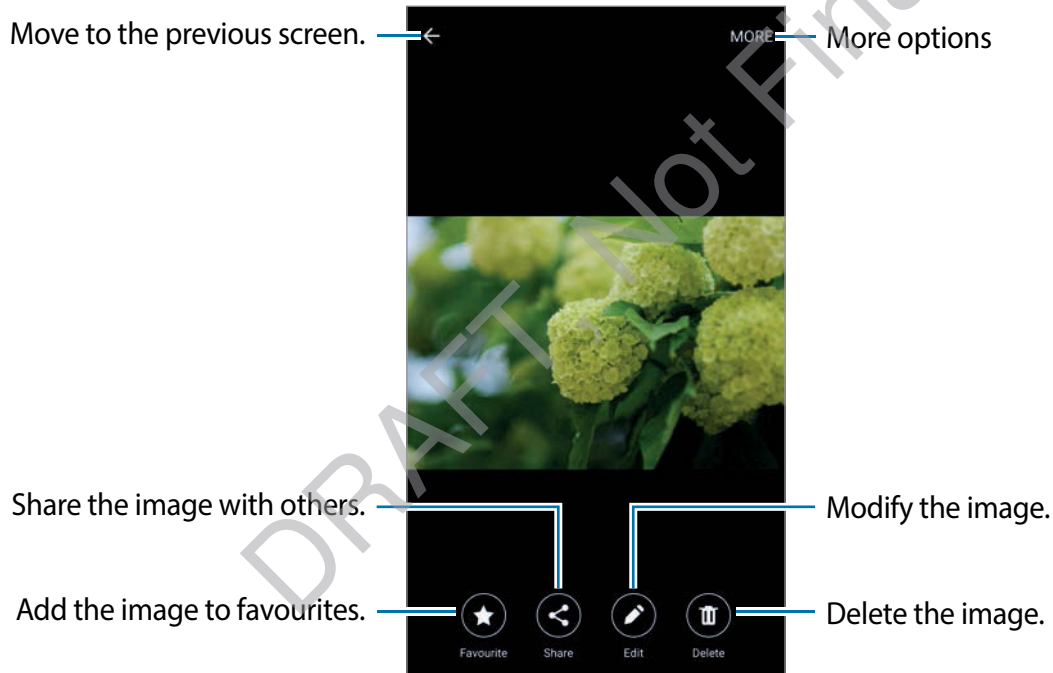 Move to the previous screen.
MORE
More options
Share the image with others.
Modify the image.
Add the image to favourites.
Delete the image.
Favourite
Share
Edit
Delete
DRAFT, Not Final